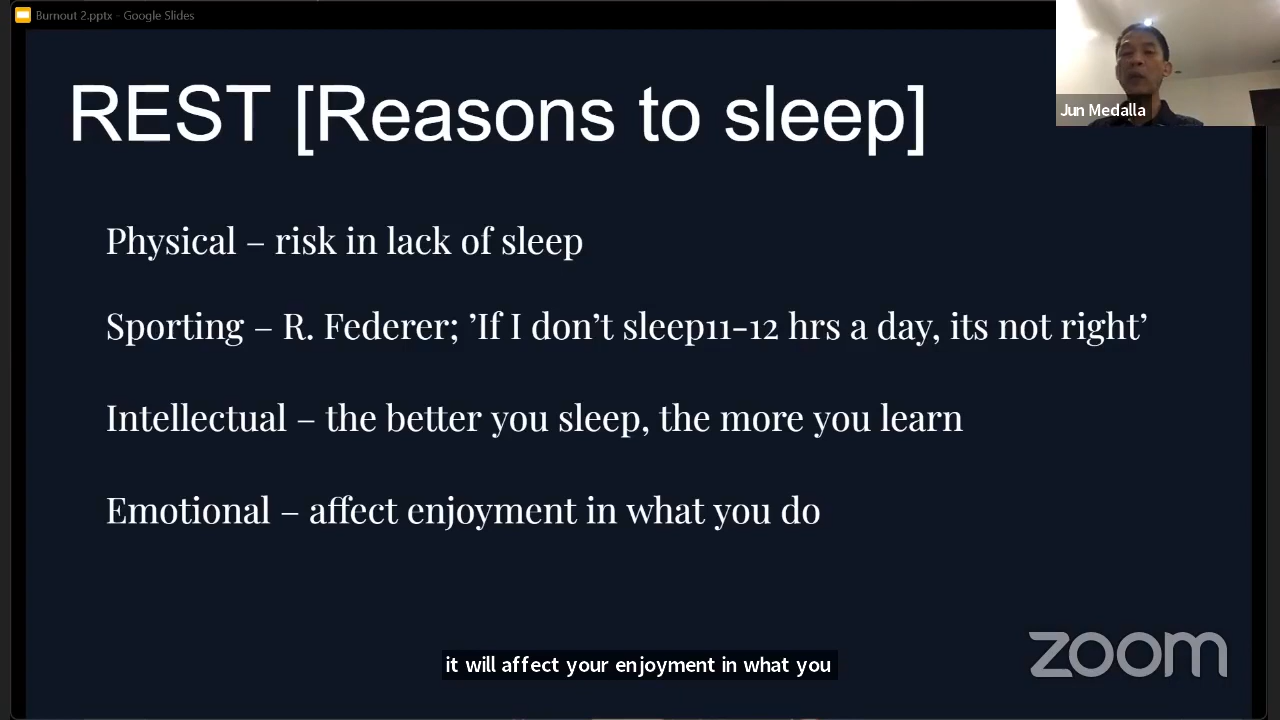 Burnout 2.pptx - Google Slides
REST [Reasons to sleep]
Jun Medalla
Physical – risk in lack of sleep
Sporting – R. Federer; ’If I don’t sleep11-12 hrs a day, its not right’
Intellectual – the better you sleep, the more you learn
Emotional – affect enjoyment in what you do
it will affect your enjoyment in what you
zoom